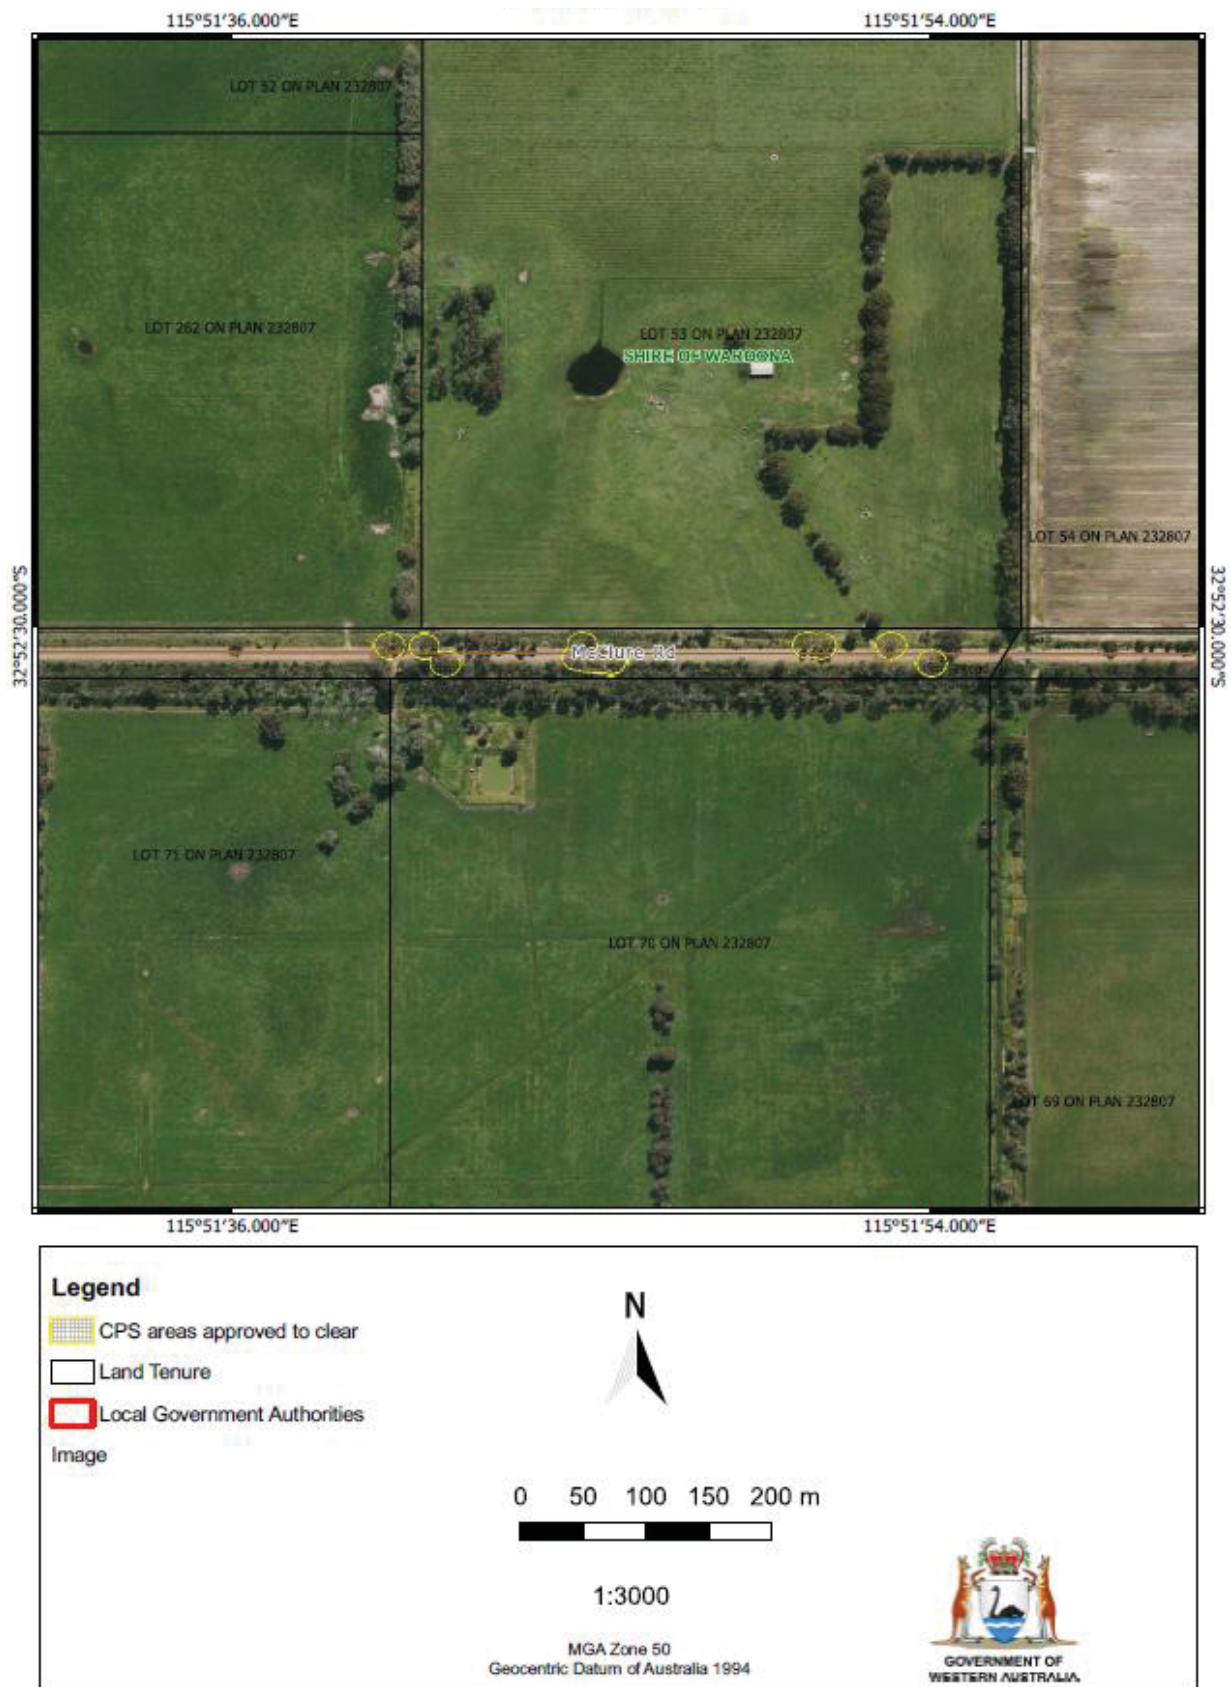 115°51'36.000"E 115°51'54.000"E
LOT 52 ON PLAN 232807
LOT 262 ON PLAN 232807
LOT 53 ON PLAN 232807
SHIRE OF WAROONA
LOT 54 ON PLAN 232807
32°52'30.000"S
32°52'30.000"S
McClure Rd
LOT 71 ON PLAN 232807
LOT 70 ON PLAN 232807
LOT 69 ON PLAN 232807
115°51'36.000"E 115°51'54.000"E
Legend
CPS areas approved to clear
Land Tenure
Local Government Authorities
Image
N
0 50 100 150 200 m
1:3000
MGA Zone 50
Geocentric Datum of Australia 1994
GOVERNMENT OF
WESTERN AUSTRALIA